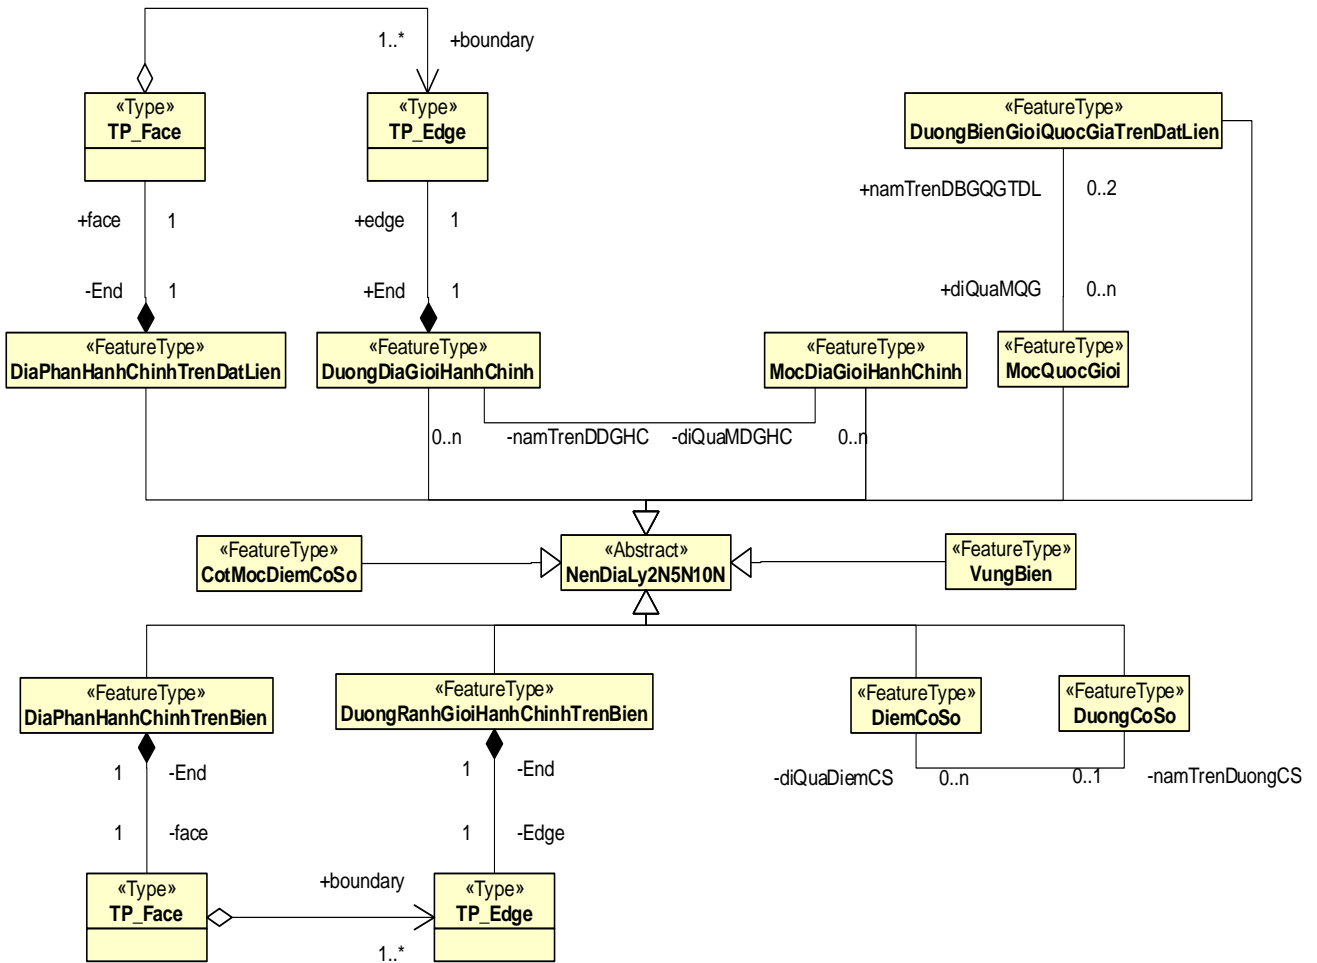 1..* +boundary
«Type»
TP_Face
«Type»
TP_Edge
«FeatureType»
DuongBienGioiQuocGiaTrenDatLien
+namTrenDBGQGTDL 0..2
+face 1
+edge 1
-End 1
+End 1
+diQuaMQG 0..n
«FeatureType»
DiaPhanHanhChinhTrenDatLien
«FeatureType»
DuongDiaGioiHanhChinh
«FeatureType»
MocDiaGioiHanhChinh
«FeatureType»
MocQuocGioi
0..n -namTrenDDGHC -diQuaMDGHC 0..n
«FeatureType»
CotMocDiemCoSo
«Abstract»
NenDiaLy2N5N10N
«FeatureType»
VungBien
«FeatureType»
DiaPhanHanhChinhTrenBien
«FeatureType»
DuongRanhGioiHanhChinhTrenBien
«FeatureType»
DiemCoSo
«FeatureType»
DuongCoSo
1 -End
1 -End
-diQuaDiemCS 0..n 0..1 -namTrenDuongCS
1 -face
1 -Edge
+boundary
«Type»
TP_Face
«Type»
TP_Edge
1..*